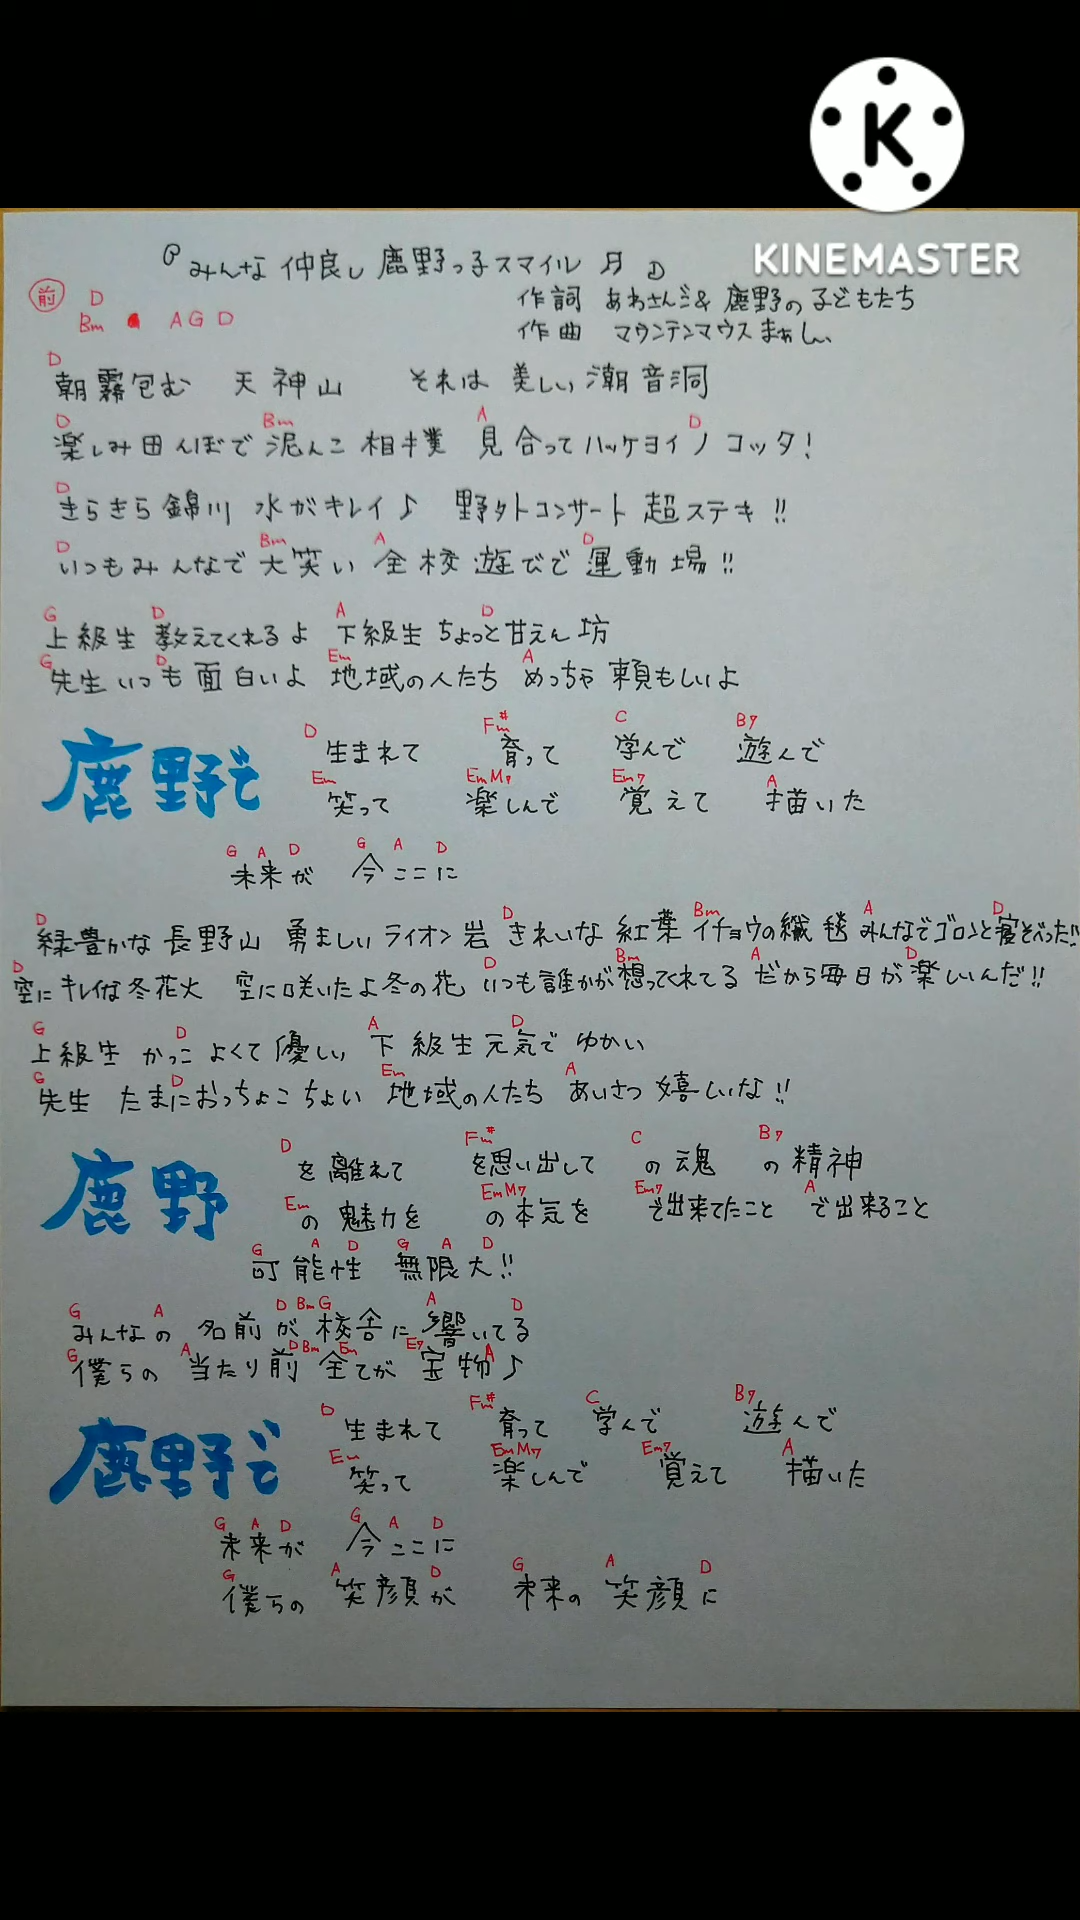 KINEMASTER
みんな仲良し鹿野っ子スマイル♬ D
前 D
Bm A G D
作詞 あわさん&鹿野の子どもたち
作曲 マウンテンマウスまぁし
D
朝霧包む 天神山 それは美しい潮音洞
D Bm A D
楽しみ田んぼで泥んこ相撲 見合ってハッケヨイノコッタ!
D
きらきら錦川 水がキレイ♪ 野外コンサート超ステキ!!
D Bm A D
いつもみんなで大笑い 全校遊びで運動場!!
G D A D
上級生 教えてくれるよ 下級生ちょっと甘えん坊
G D Em A
先生いつも面白いよ 地域の人たち めっちゃ頼もしいよ
D F#m C B7
鹿野で 生まれて 育って 学んで 遊んで
Em EmM7 Em7 A
笑って 楽しんで 覚えて 描いた
G A D G A D
未来が 今ここに
D D Bm A D
緑豊かな長野山 勇ましいライオン岩 きれいな紅葉 イチョウの絨毯 みんなでゴロンと寝そべった!!
D D Bm A D
空にキレイな冬花火 空に咲いたよ冬の花 いつも誰かが想ってくれてる だから毎日が楽しいんだ!!
G D A D
上級生 かっこよくて優しい 下級生元気でゆかい
G D Em A
先生 たまにおっちょこちょい 地域の人たち あいさつ嬉しいな!!
D F#m C B7
鹿野 を離れて を思い出して の魂 の精神
Em EmM7 Em7 A
の魅力を の本気を で出来てたこと で出来ること
G A D G A D
可能性 無限大!!
G A D Bm G A D
みんなの 名前が校舎に響いてる
G A D Bm Em E7 A
僕らの 当たり前 全てが 宝物♪
D F#m C B7
鹿野で 生まれて 育って 学んで 遊んで
Em EmM7 Em7 A
笑って 楽しんで 覚えて 描いた
G A D G A D
未来が 今ここに
G A D G A D
僕らの 笑顔が 未来の 笑顔に